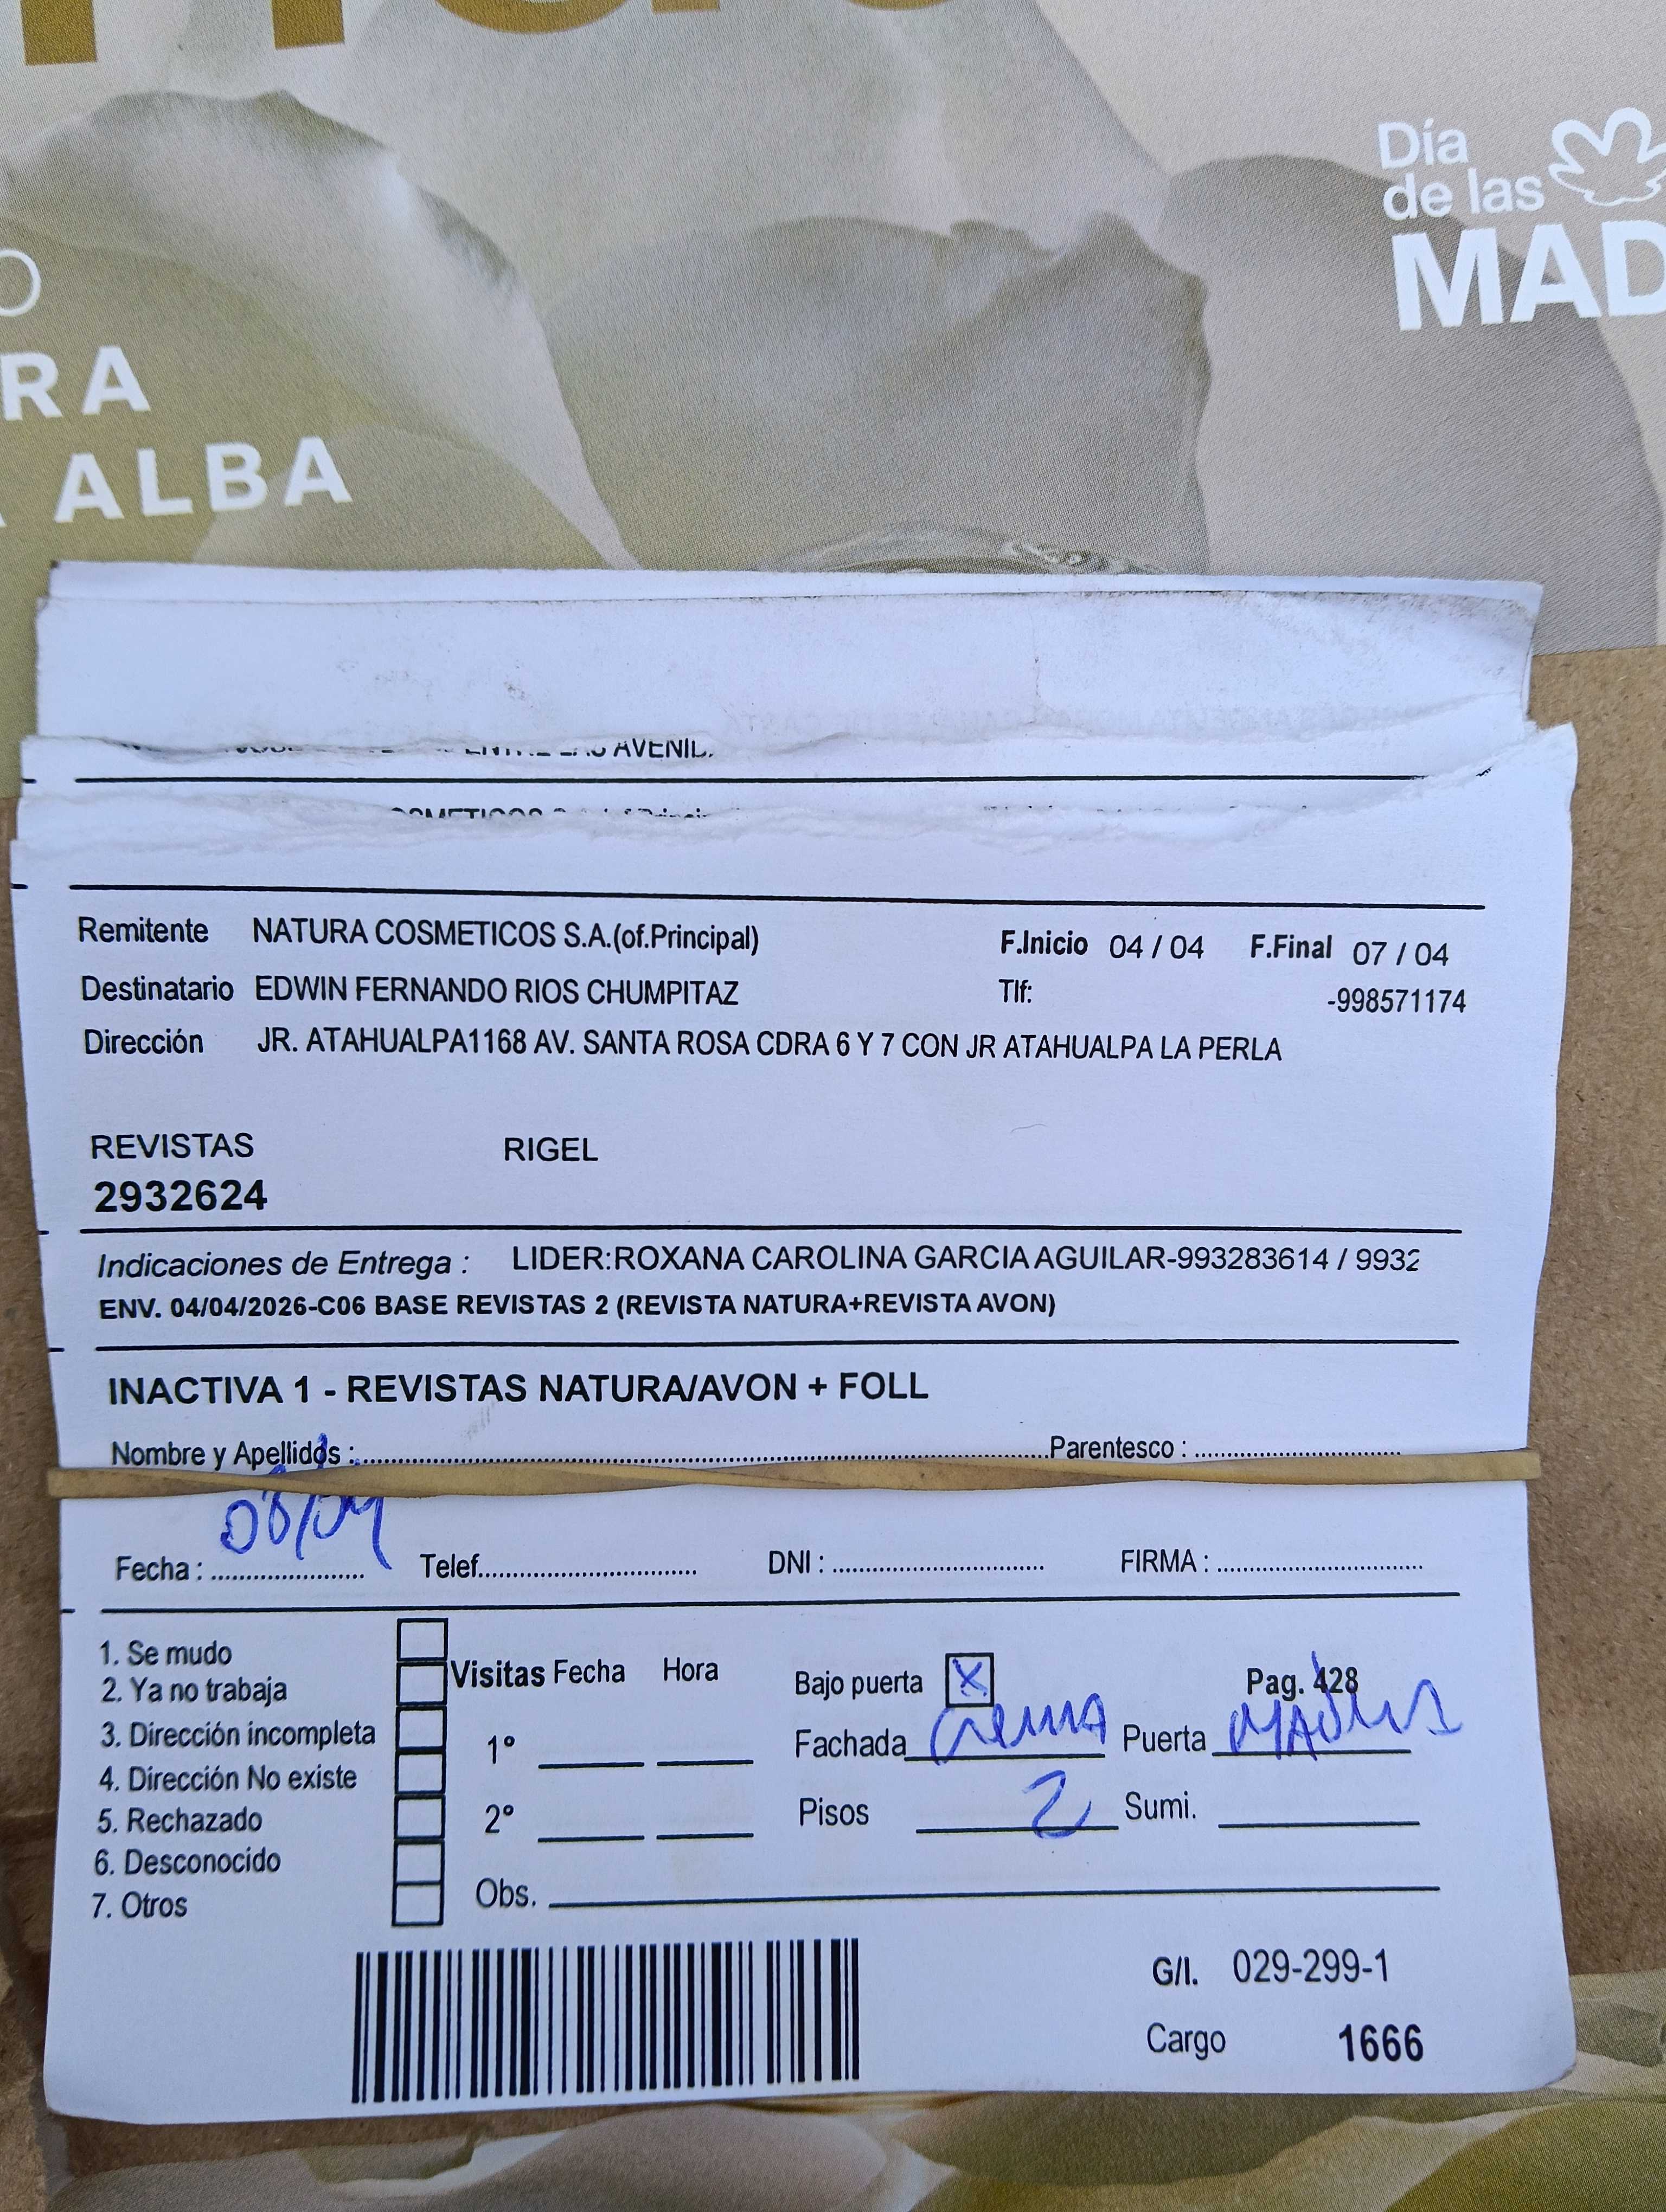 Día
de las
MAD
O
RA
ALBA
AVENID.
Remitente NATURA COSMETICOS S.A.(of.Principal) F.Inicio 04 / 04 F.Final 07 / 04
Destinatario EDWIN FERNANDO RIOS CHUMPITAZ Tlf: -998571174
Dirección JR. ATAHUALPA1168 AV. SANTA ROSA CDRA 6 Y 7 CON JR ATAHUALPA LA PERLA
REVISTAS RIGEL
2932624
Indicaciones de Entrega : LIDER:ROXANA CAROLINA GARCIA AGUILAR-993283614 / 9932
ENV. 04/04/2026-C06 BASE REVISTAS 2 (REVISTA NATURA+REVISTA AVON)
INACTIVA 1 - REVISTAS NATURA/AVON + FOLL
Nombre y Apellidos : Parentesco :
Fecha : 08/04 Telef. DNI : FIRMA :
1. Se mudo
2. Ya no trabaja
3. Dirección incompleta
4. Dirección No existe
5. Rechazado
6. Desconocido
7. Otros
Visitas Fecha Hora
1°
2°
Obs.
Bajo puerta X Pag. 428
Fachada crema Puerta
Pisos 2 Sumi.
G/I. 029-299-1
Cargo 1666